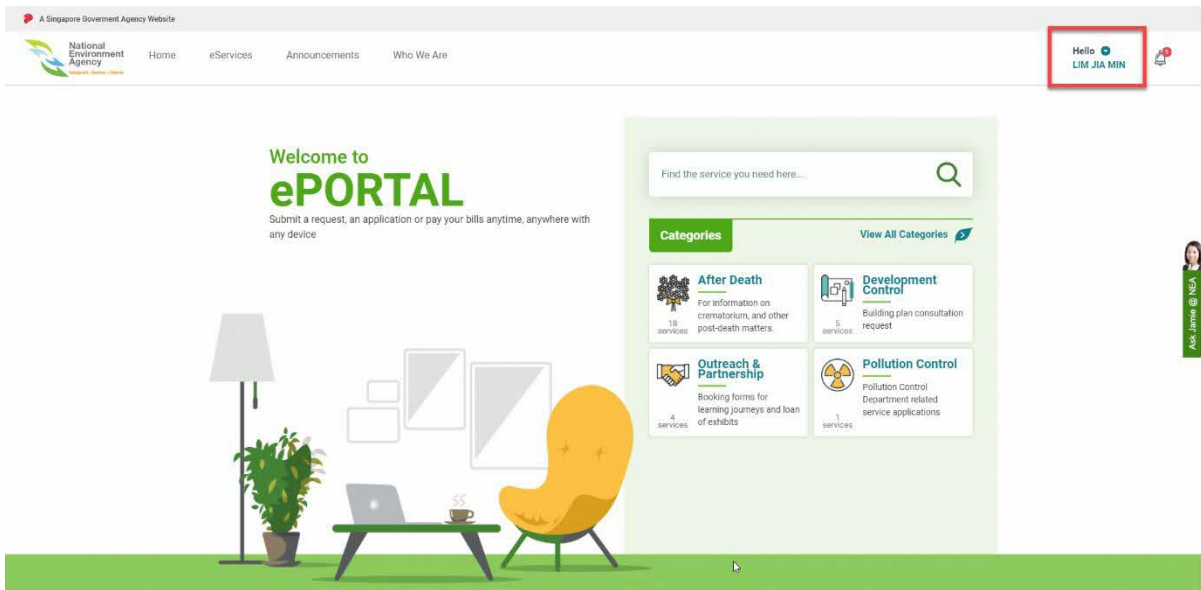 A Singapore Goverment Agency Website
National
Environment
Agency
Home
eServices
Announcements
Who We Are
Hello
LIM JIA MIN
1
Welcome to
ePORTAL
Submit a request, an application or pay your bills anytime, anywhere with
any device
Find the service you need here...
Categories
View All Categories
After Death
For information on
crematorium, and other
post-death matters.
18
services
Development
Control
Building plan consultation
request
5
services
Outreach &
Partnership
Booking forms for
learning journeys and loan
of exhibits
4
services
Pollution Control
Pollution Control
Department related
service applications
1
services
Ask Jamie @ NEA